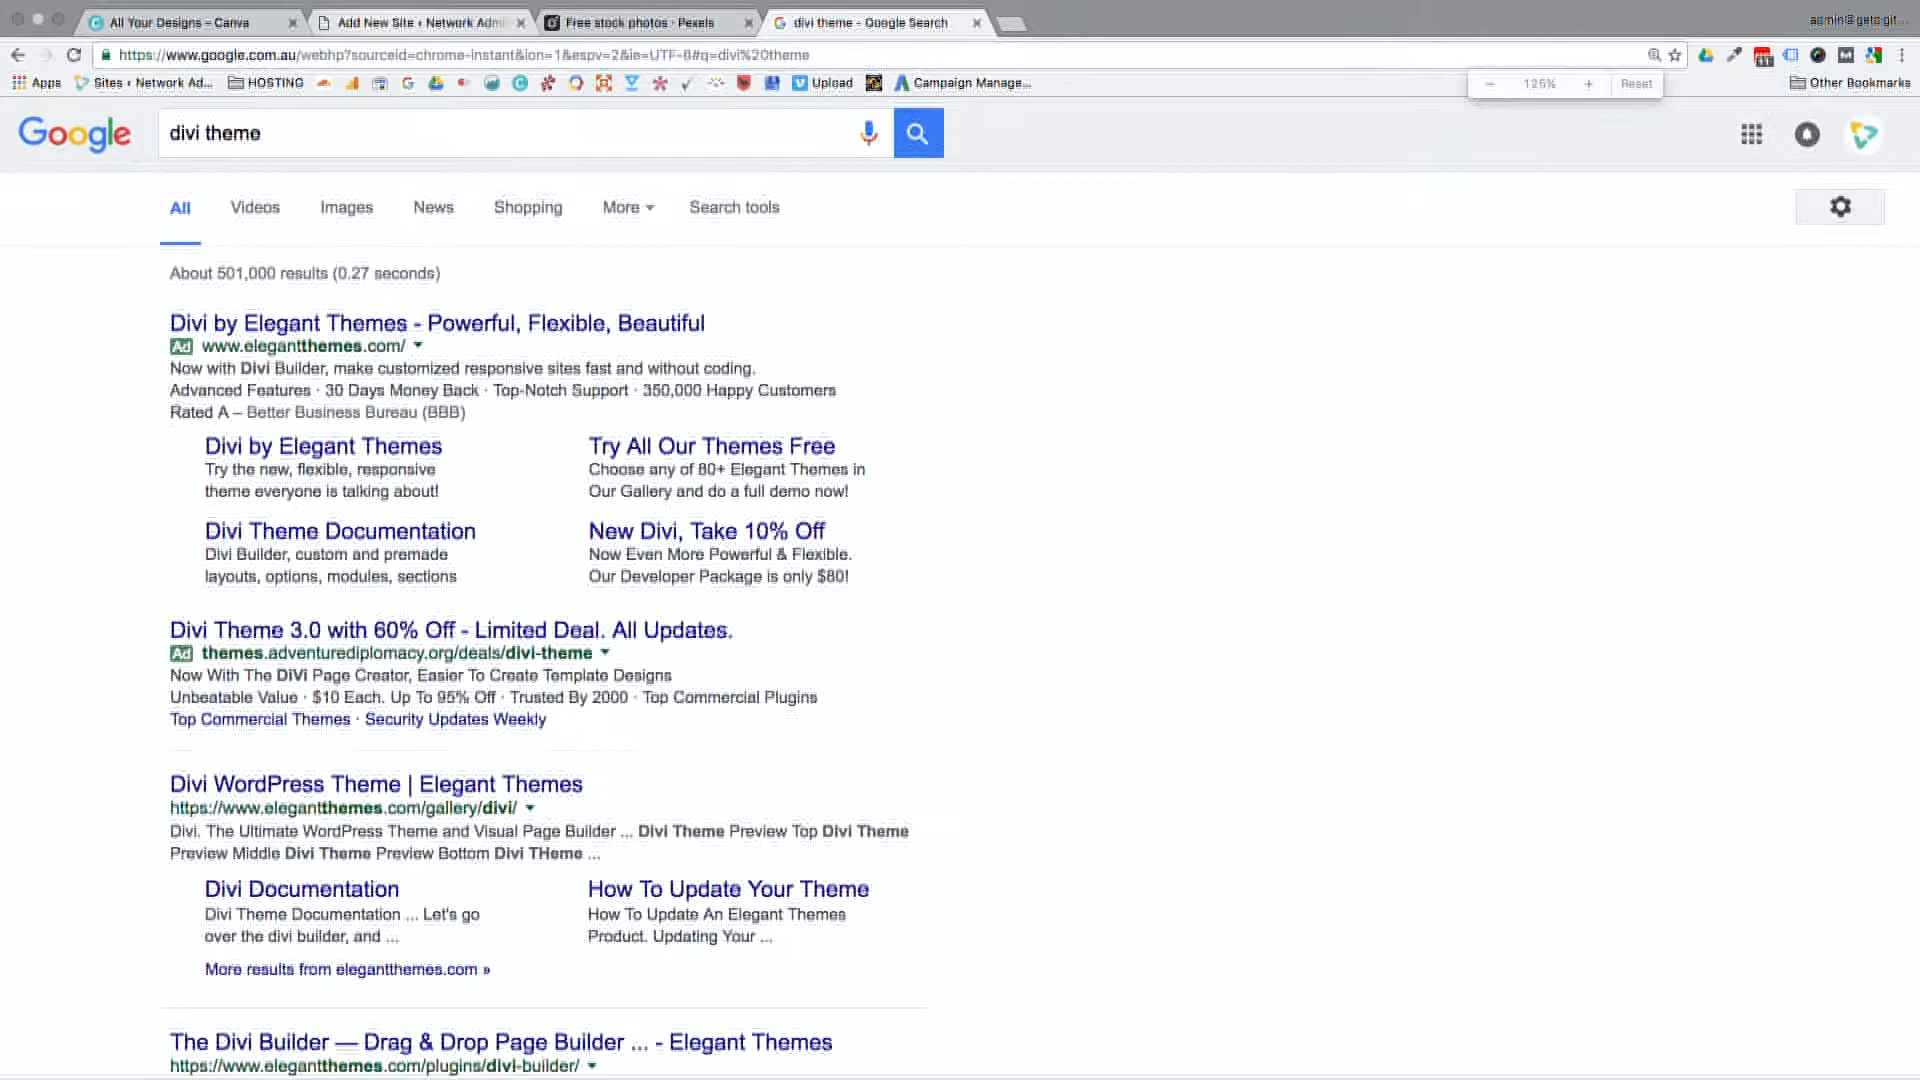 All Your Designs – Canva
Add New Site ‹ Network Admi
Free stock photos · Pexels
divi theme - Google Search
https://www.google.com.au/webhp?sourceid=chrome-instant&ion=1&espv=2&ie=UTF-8#q=divi%20theme
Apps
Sites ‹ Network Ad...
HOSTING
Upload
Campaign Manage...
125%
Reset
Other Bookmarks
Google
divi theme
All
Videos
Images
News
Shopping
More
Search tools
About 501,000 results (0.27 seconds)
Divi by Elegant Themes - Powerful, Flexible, Beautiful
Ad www.elegantthemes.com/
Now with Divi Builder, make customized responsive sites fast and without coding.
Advanced Features · 30 Days Money Back · Top-Notch Support · 350,000 Happy Customers
Rated A – Better Business Bureau (BBB)
Divi by Elegant Themes
Try the new, flexible, responsive
theme everyone is talking about!
Try All Our Themes Free
Choose any of 80+ Elegant Themes in
Our Gallery and do a full demo now!
Divi Theme Documentation
Divi Builder, custom and premade
layouts, options, modules, sections
New Divi, Take 10% Off
Now Even More Powerful & Flexible.
Our Developer Package is only $80!
Divi Theme 3.0 with 60% Off - Limited Deal. All Updates.
Ad themes.adventurediplomacy.org/deals/divi-theme
Now With The DiVi Page Creator, Easier To Create Template Designs
Unbeatable Value · $10 Each. Up To 95% Off · Trusted By 2000 · Top Commercial Plugins
Top Commercial Themes · Security Updates Weekly
Divi WordPress Theme | Elegant Themes
https://www.elegantthemes.com/gallery/divi/
Divi. The Ultimate WordPress Theme and Visual Page Builder ... Divi Theme Preview Top Divi Theme
Preview Middle Divi Theme Preview Bottom Divi THeme ...
Divi Documentation
Divi Theme Documentation ... Let's go
over the divi builder, and ...
How To Update Your Theme
How To Update An Elegant Themes
Product. Updating Your ...
More results from elegantthemes.com »
The Divi Builder — Drag & Drop Page Builder ... - Elegant Themes
https://www.elegantthemes.com/plugins/divi-builder/